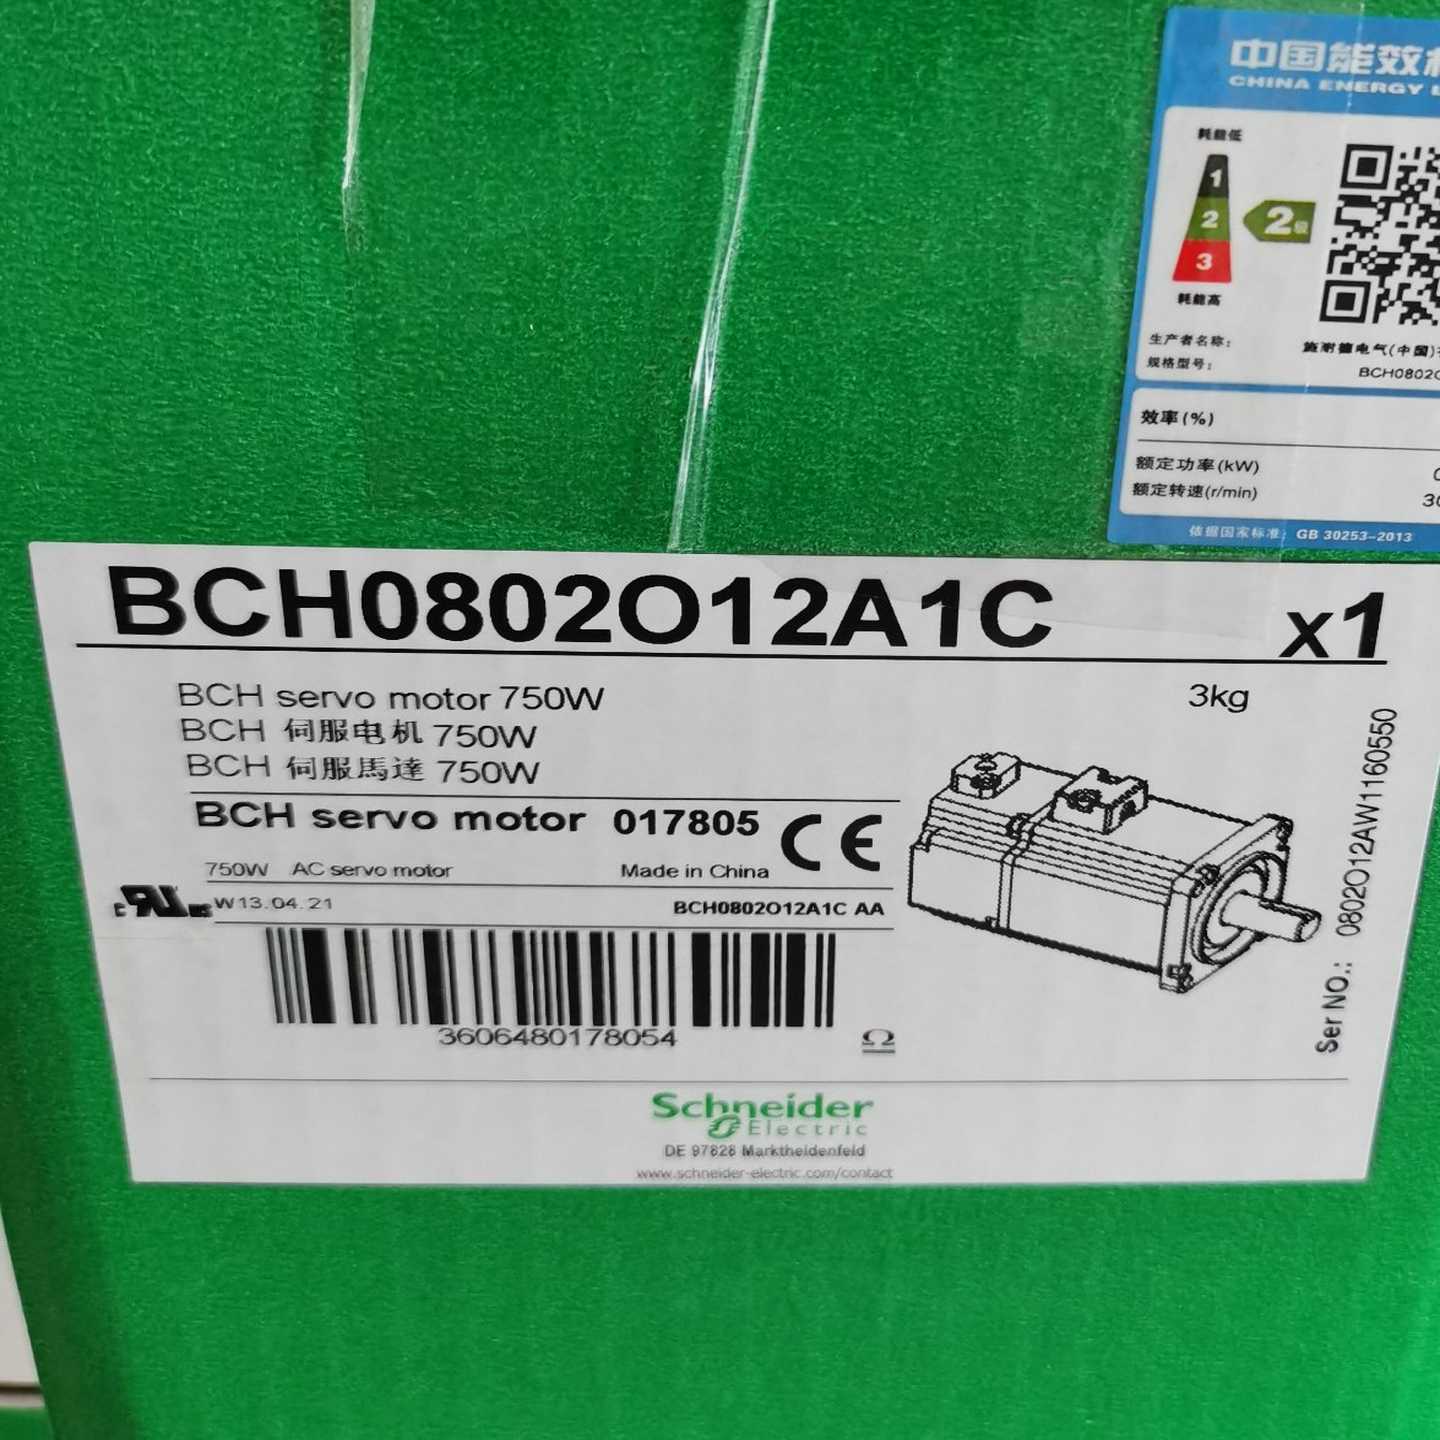 中国能效
CHINA ENERGY
耗能低
1
2
3
2级
耗能高
生产者名称：
施耐德电气(中国)
规格型号：
BCH0802
效率(%)
额定功率(kW)
额定转速(r/min)
依据国家标准： GB 30253-2013
BCH0802O12A1C x1
BCH servo motor 750W 3kg
BCH 伺服电机 750W
BCH 伺服馬達 750W
BCH servo motor 017805 CE
750W AC servo motor Made in China
W13.04.21 BCH0802O12A1C AA
3606480178054
Ω
Ser NO.: 0802O12AW1160550
Schneider
Electric
DE 97828 Marktheidenfeld
www.schneider-electric.com/contact